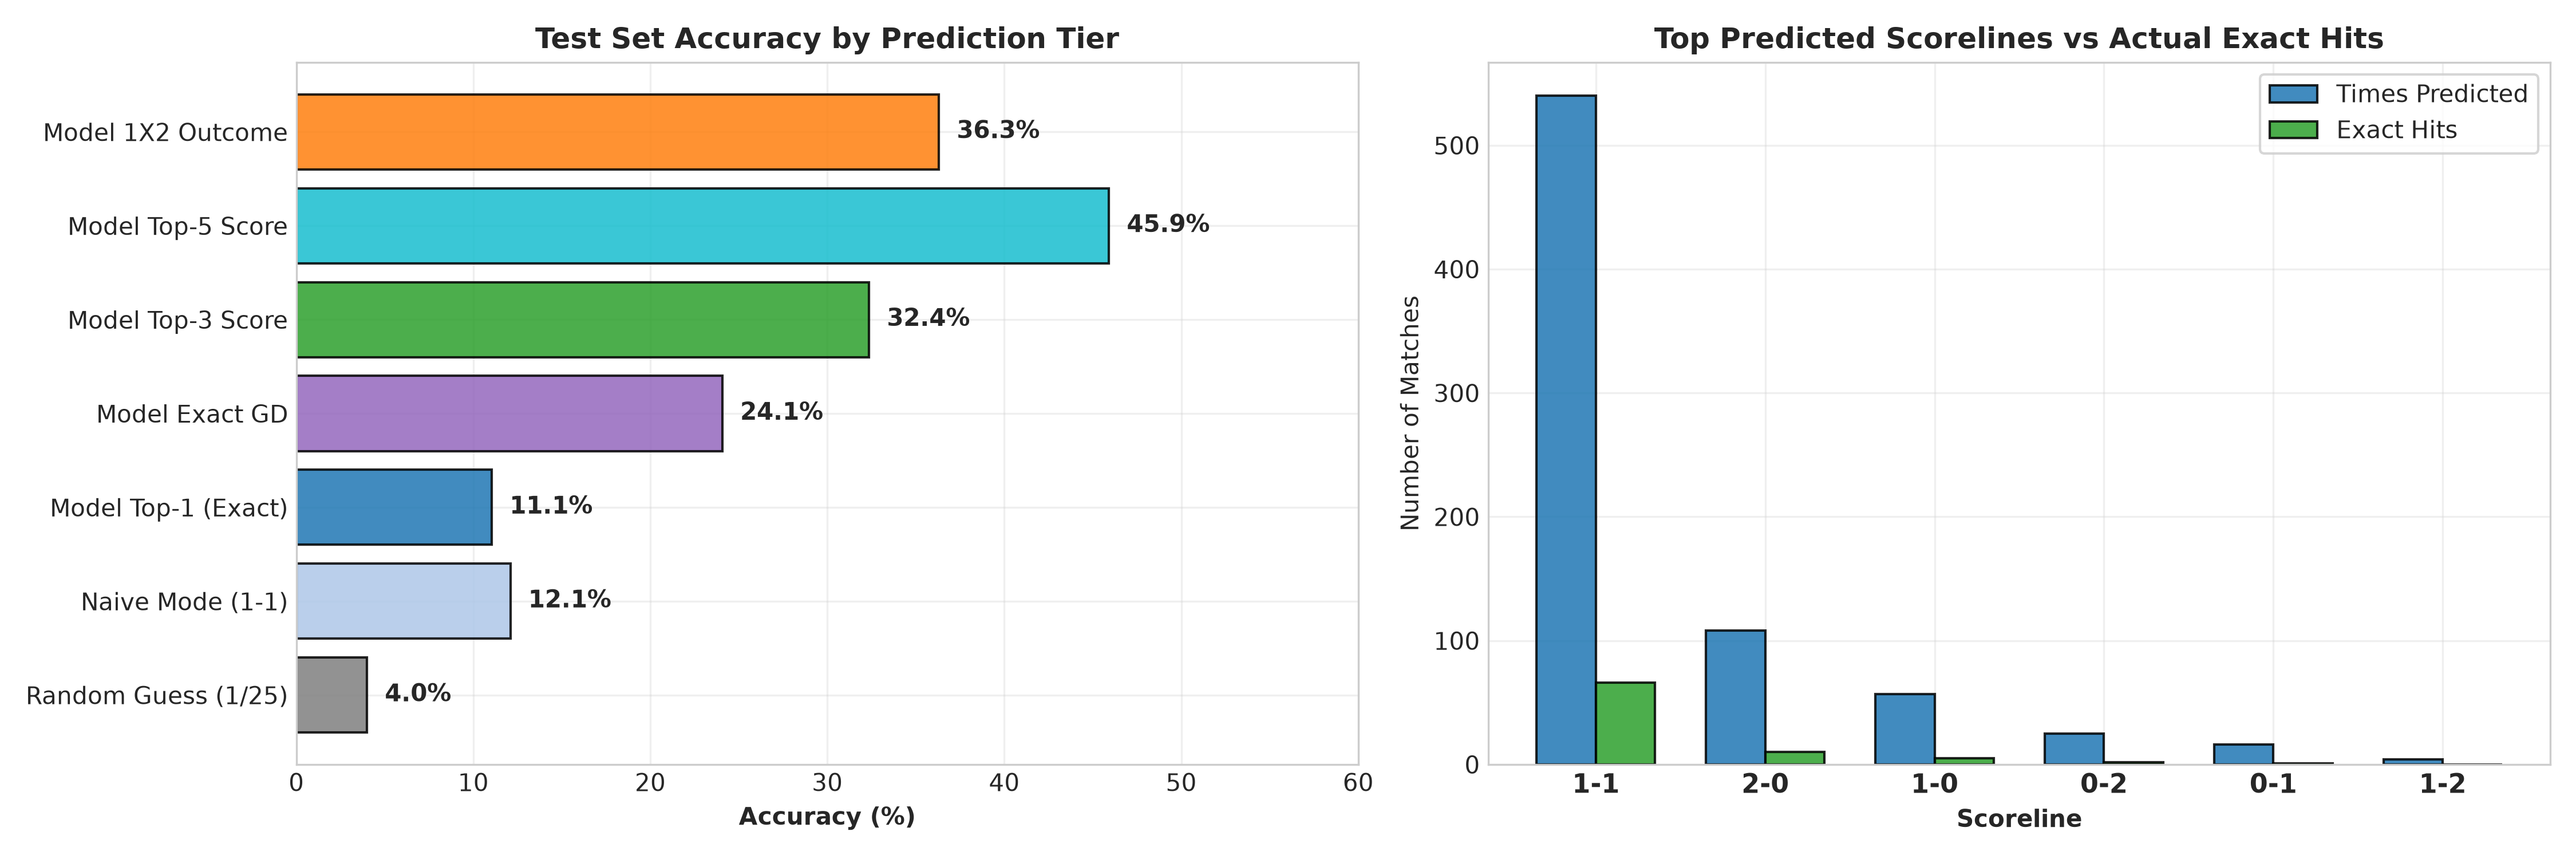 Test Set Accuracy by Prediction Tier
Model 1X2 Outcome
36.3%
Model Top-5 Score
45.9%
Model Top-3 Score
32.4%
Model Exact GD
24.1%
Model Top-1 (Exact)
11.1%
Naive Mode (1-1)
12.1%
Random Guess (1/25)
4.0%
0 10 20 30 40 50 60
Accuracy (%)
Top Predicted Scorelines vs Actual Exact Hits
Times Predicted
Exact Hits
Number of Matches
500
400
300
200
100
0
1-1 2-0 1-0 0-2 0-1 1-2
Scoreline